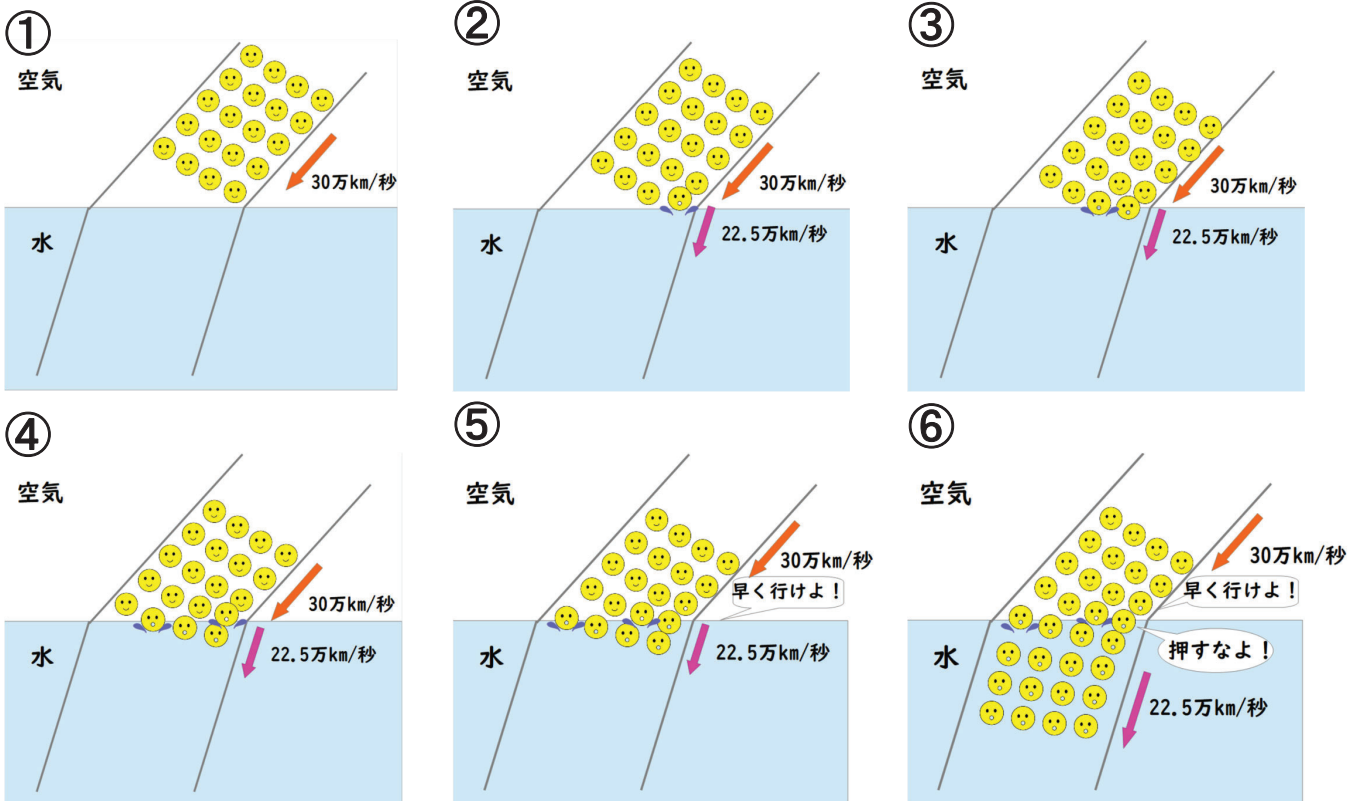 ①
空気
30万km/秒
水
②
空気
30万km/秒
22.5万km/秒
水
③
空気
30万km/秒
22.5万km/秒
水
④
空気
30万km/秒
水
22.5万km/秒
⑤
空気
30万km/秒
早く行けよ！
水
22.5万km/秒
⑥
空気
30万km/秒
早く行けよ！
押すなよ！
水
22.5万km/秒